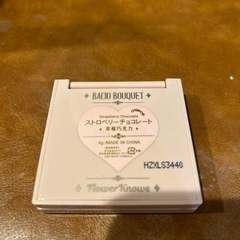 BACIO BOUQUET
Strawberry Chocolate
ストロベリーチョコレート
草莓巧克力
MADE IN CHINA
HZXLS3440
Flower Knows